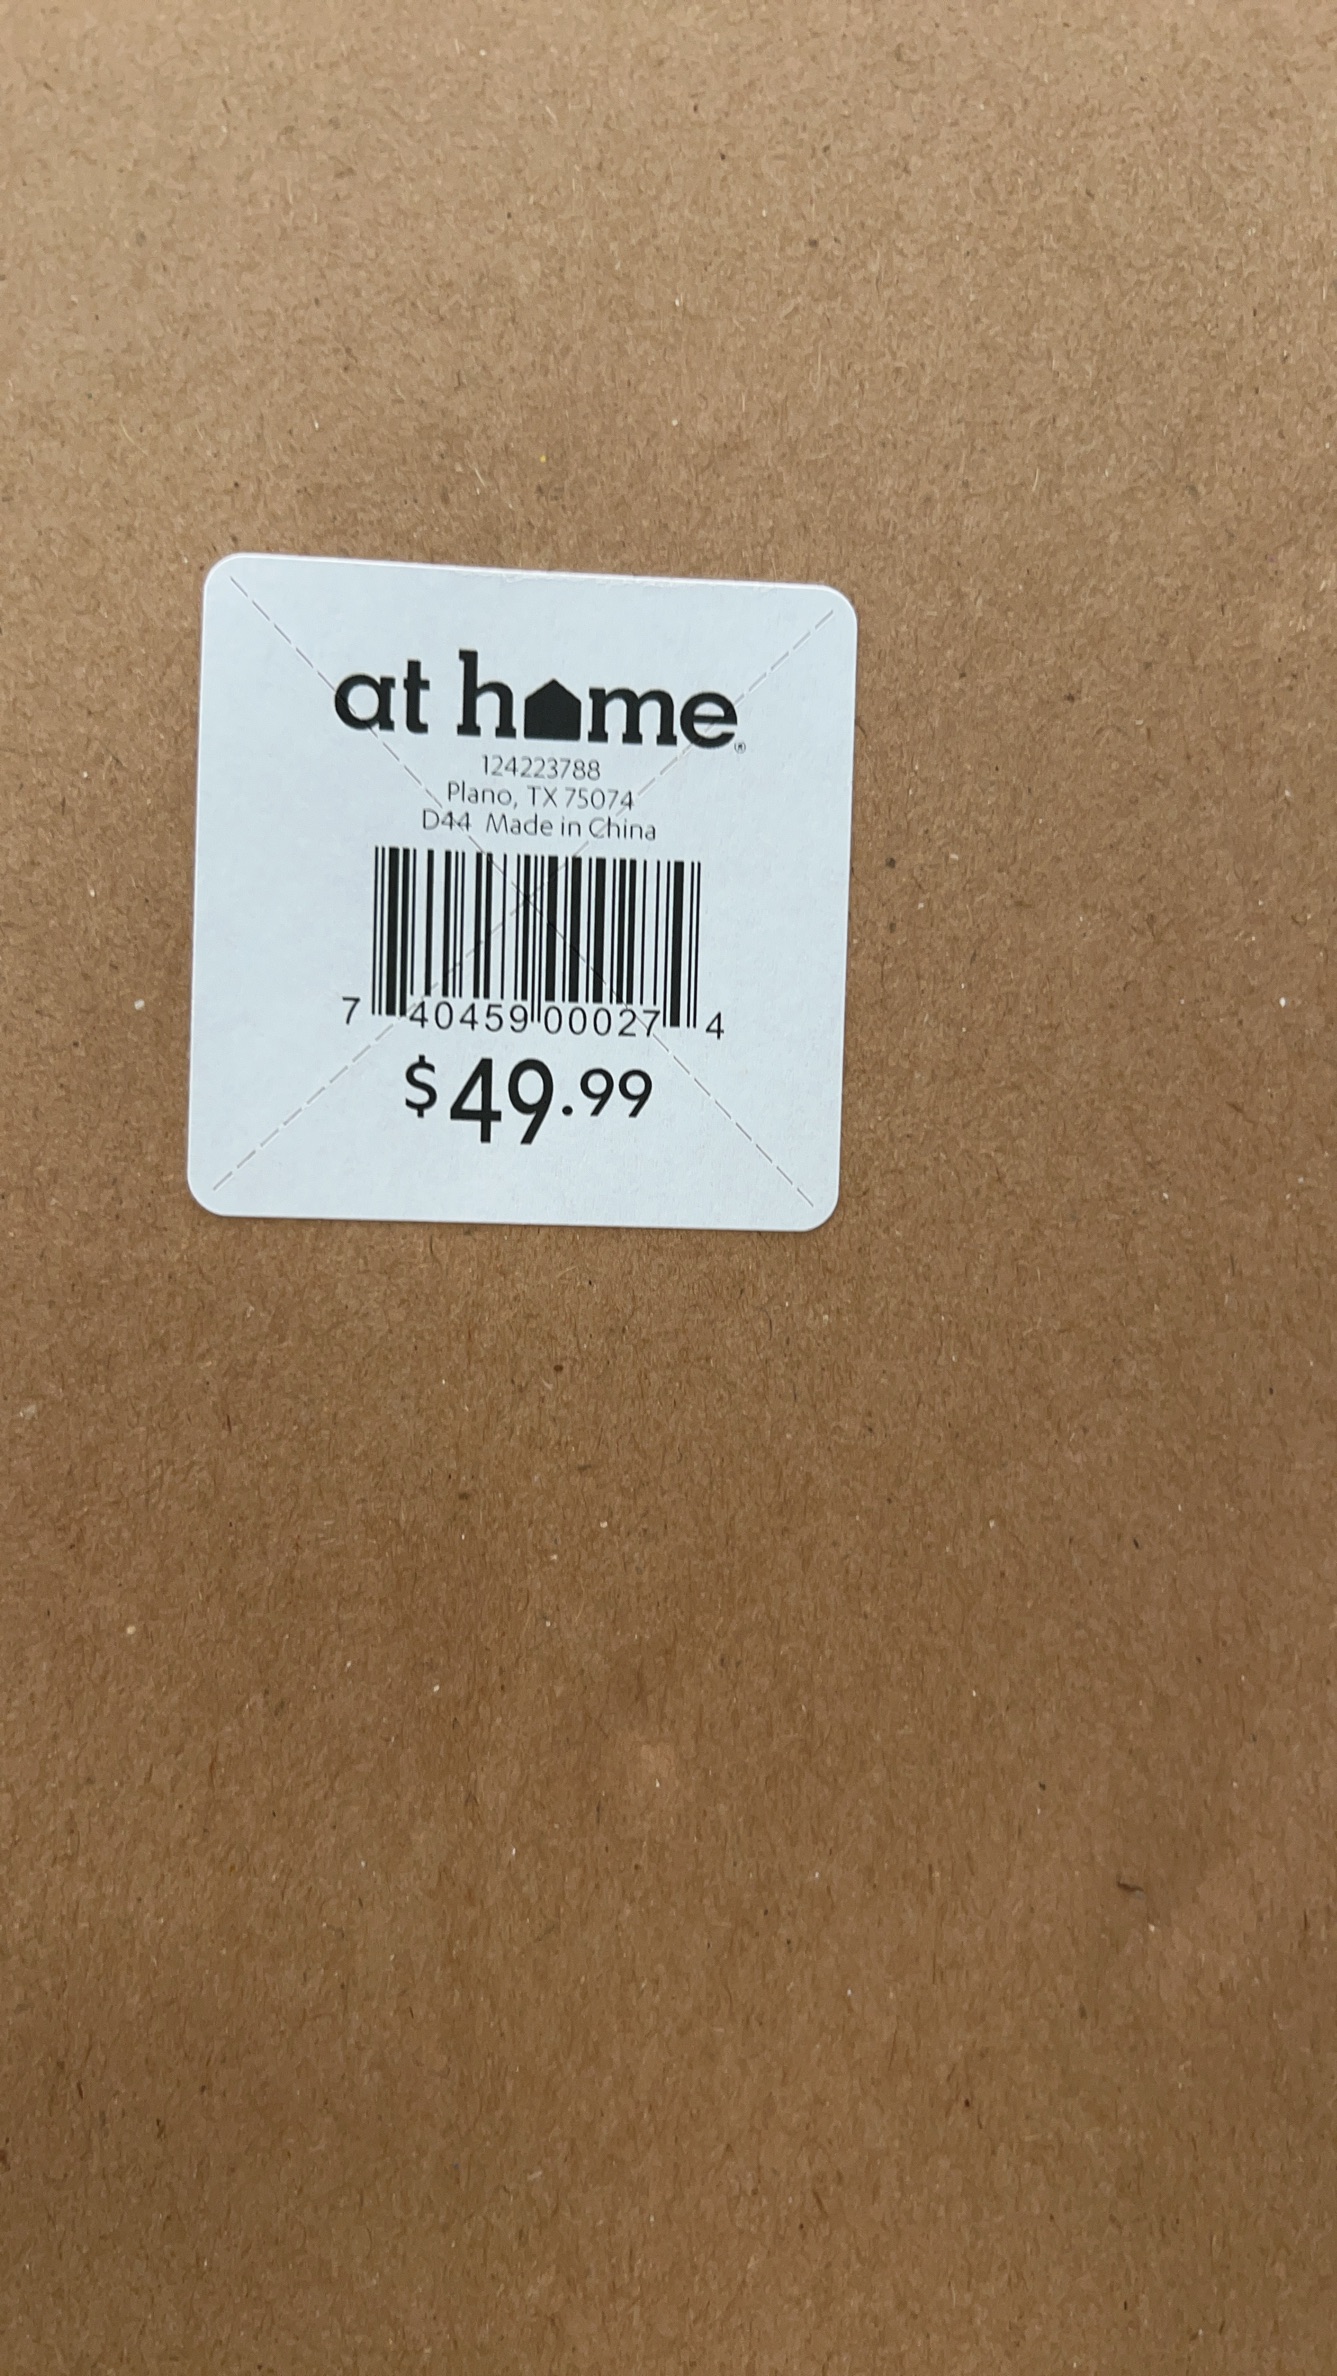 at home®
124223788
Plano, TX 75074
D44 Made in China
7 40459 00027 4
$49.99